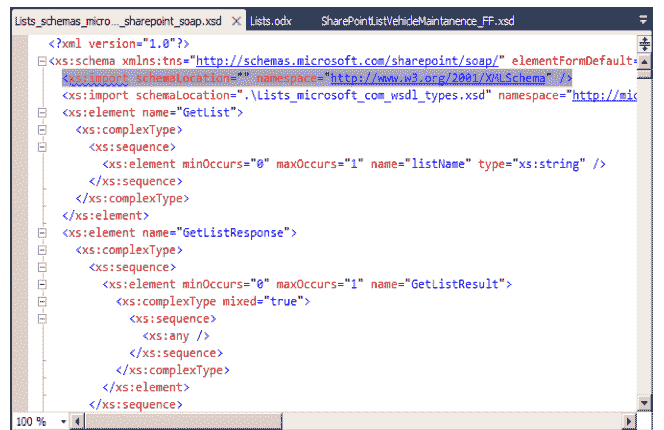 Lists_schemas_micro..._sharepoint_soap.xsd Lists.odx SharePointListVehideMaintanence_FF.xsd
<?xml version="1.0"?>
<xs:schema xmlns:tns="http://schemas.microsoft.com/sharepoint/soap/" elementFormDefault=
<xs:import schemaLocation="" namespace="http://www.w3.org/2001/XMLSchema" />
<xs:import schemaLocation=".\Lists_microsoft_com_wsdl_types.xsd" namespace="http://mic
<xs:element name="GetList">
<xs:complexType>
<xs:sequence>
<xs:element minOccurs="0" maxOccurs="1" name="listName" type="xs:string" />
</xs:sequence>
</xs:complexType>
</xs:element>
<xs:element name="GetListResponse">
<xs:complexType>
<xs:sequence>
<xs:element minOccurs="0" maxOccurs="1" name="GetListResult">
<xs:complexType mixed="true">
<xs:sequence>
<xs:any />
</xs:sequence>
</xs:complexType>
</xs:element>
</xs:sequence>
100 %